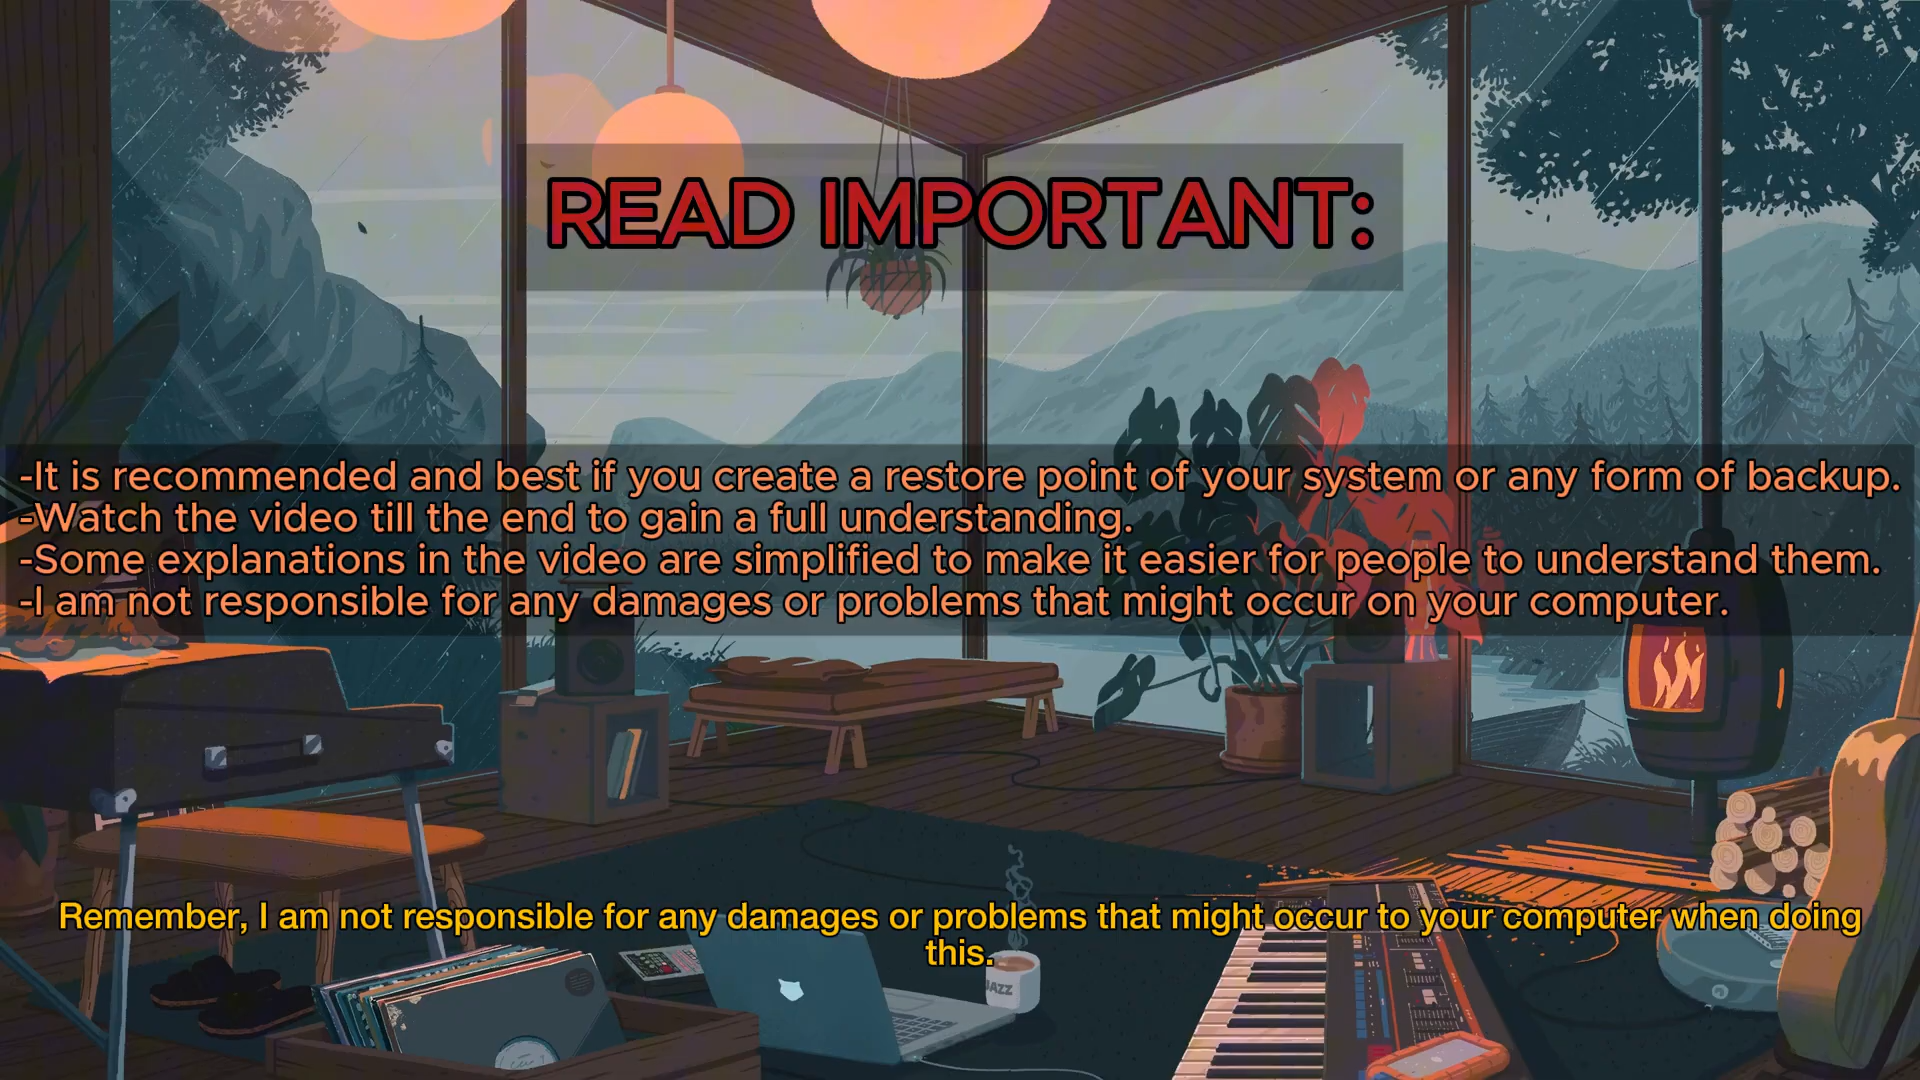 READ IMPORTANT:
-It is recommended and best if you create a restore point of your system or any form of backup.
-Watch the video till the end to gain a full understanding.
-Some explanations in the video are simplified to make it easier for people to understand them.
-I am not responsible for any damages or problems that might occur on your computer.
Remember, I am not responsible for any damages or problems that might occur to your computer when doing
this.
JAZZ